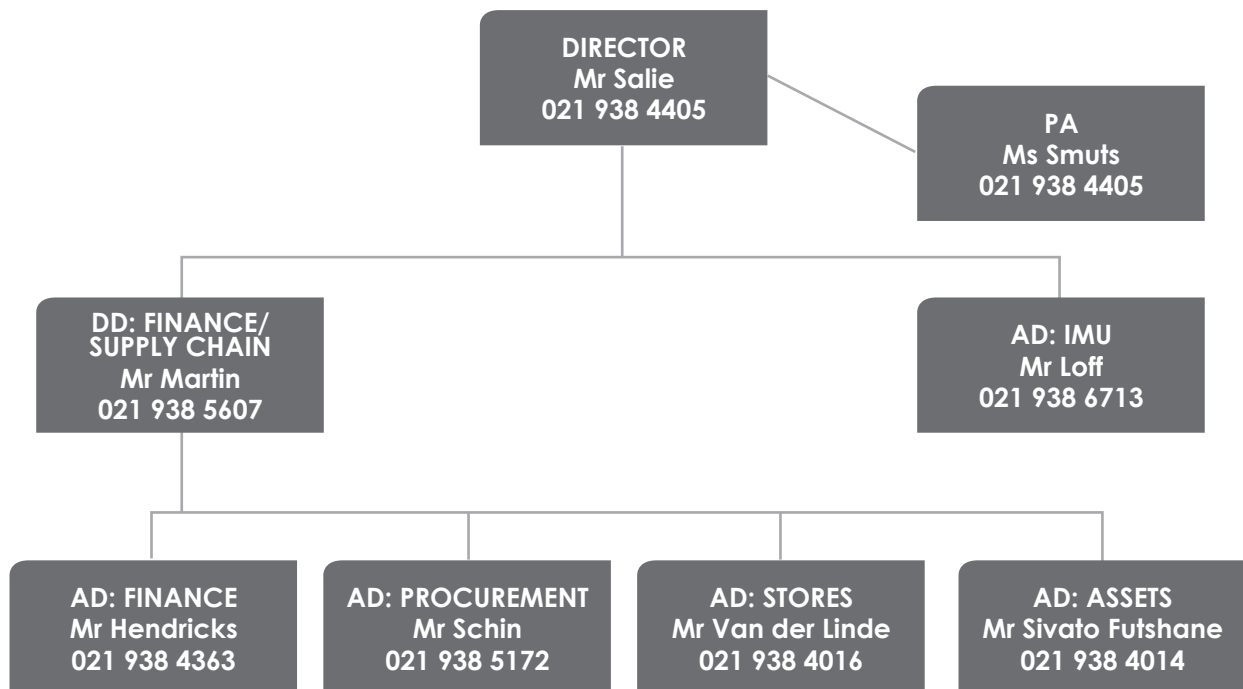 DIRECTOR
Mr Salie
021 938 4405
PA
Ms Smuts
021 938 4405
DD: FINANCE/
SUPPLY CHAIN
Mr Martin
021 938 5607
AD: IMU
Mr Loff
021 938 6713
AD: FINANCE
Mr Hendricks
021 938 4363
AD: PROCUREMENT
Mr Schin
021 938 5172
AD: STORES
Mr Van der Linde
021 938 4016
AD: ASSETS
Mr Sivato Futshane
021 938 4014